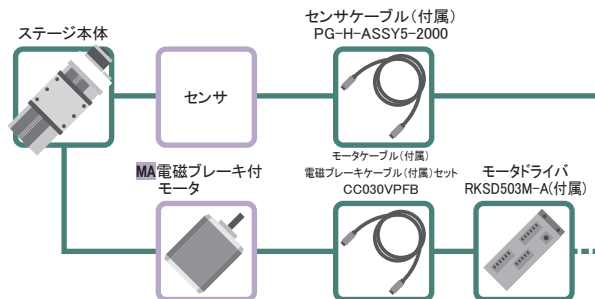 ステージ本体
センサ
センサケーブル(付属)
PG-H-ASSY5-2000
MA電磁ブレーキ付
モータ
モータケーブル(付属)
電磁ブレーキケーブル(付属)セット
CC030VPFB
モータドライバ
RKSD503M-A(付属)